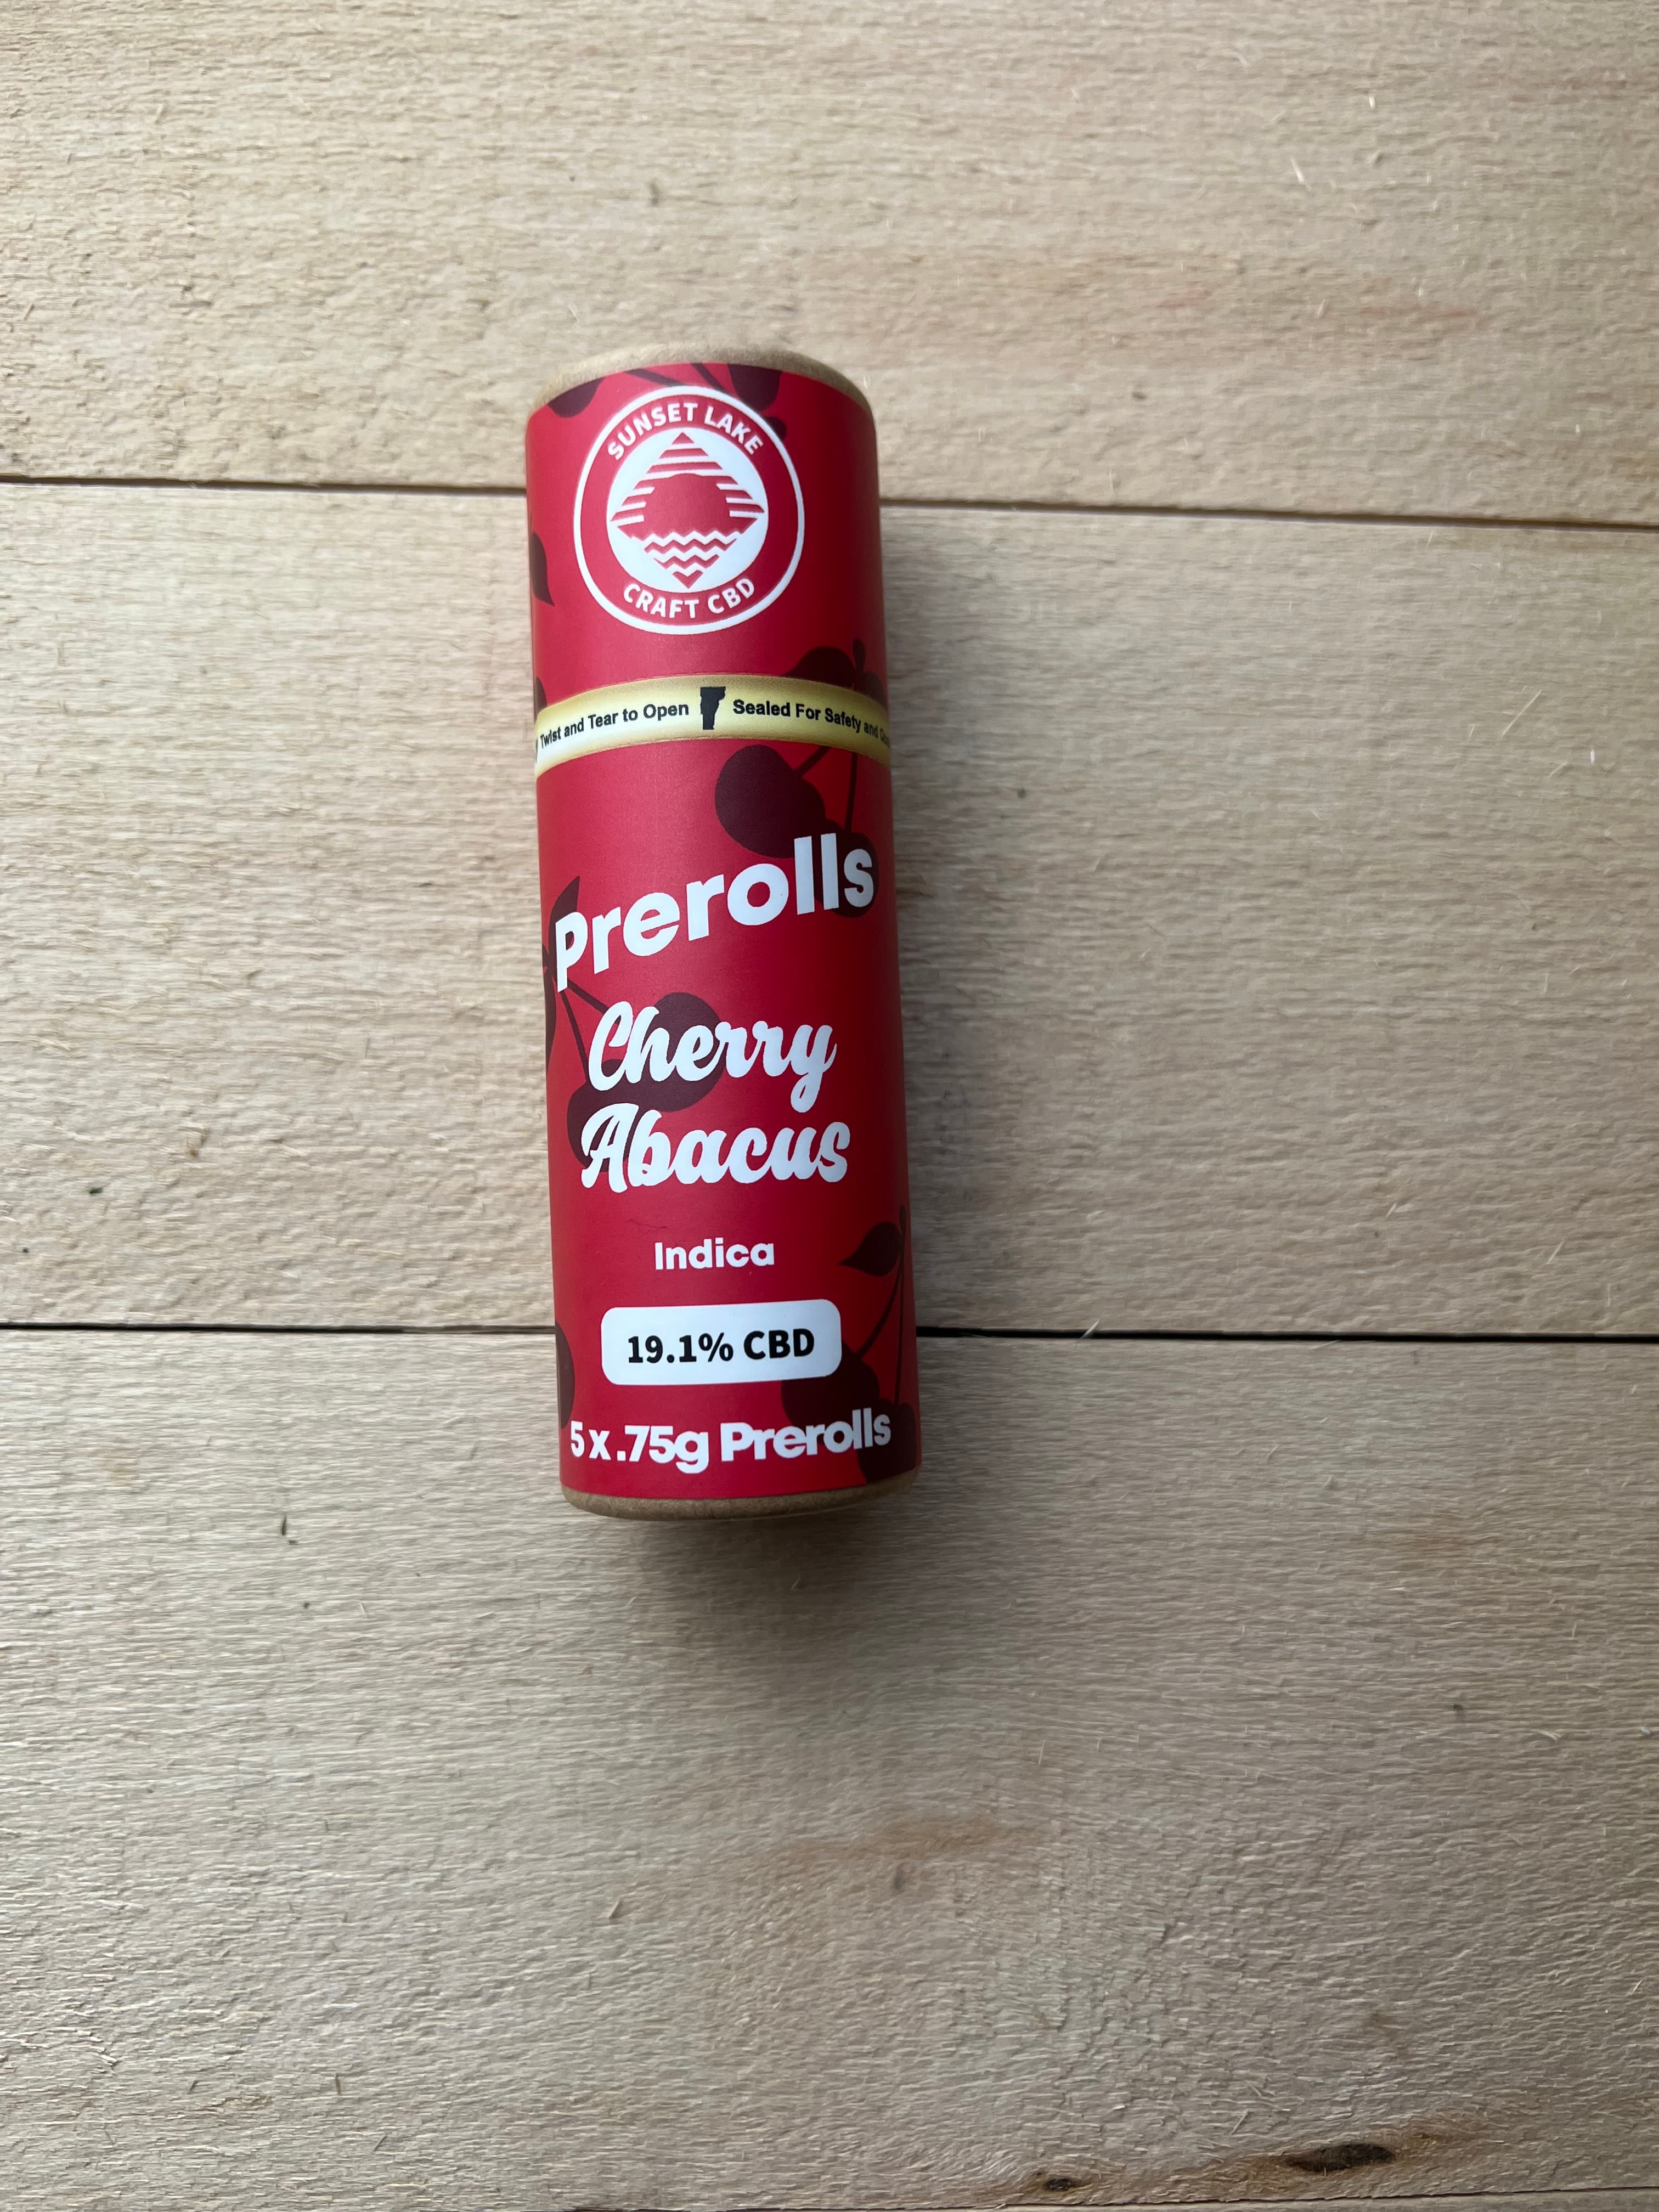 SUNSET LAKE
CRAFT CBD
Twist and Tear to Open Sealed For Safety and
Prerolls
Cherry
Abacus
Indica
19.1% CBD
5 x .75g Prerolls